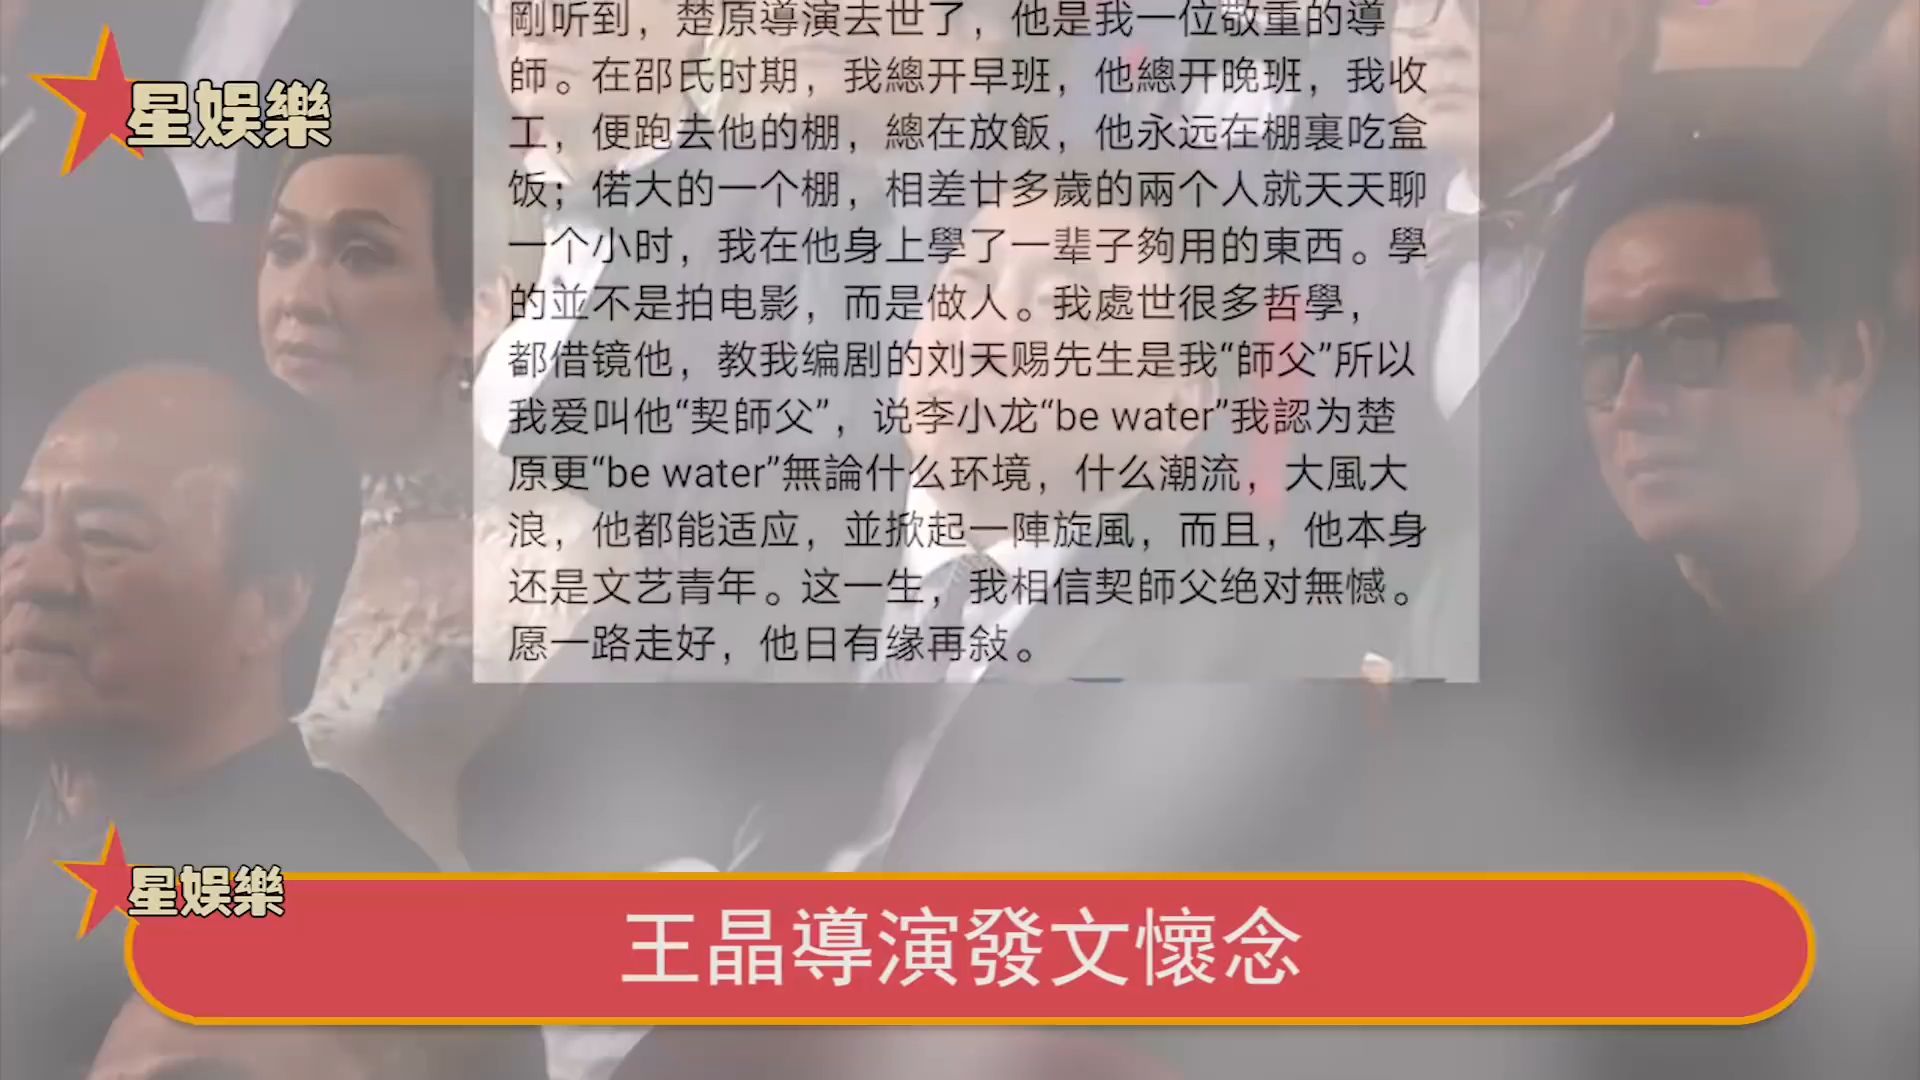 剛听到，楚原導演去世了，他是我一位敬重的導
師。在邵氏时期，我總开早班，他總开晚班，我收
工，便跑去他的棚，總在放飯，他永远在棚裏吃盒
饭；偌大的一个棚，相差廿多歲的兩个人就天天聊
一个小时，我在他身上學了一辈子夠用的東西。學
的並不是拍电影，而是做人。我處世很多哲學，
都借镜他，教我编剧的刘天赐先生是我“師父”所以
我爱叫他“契師父”，说李小龙“be water”我認为楚
原更“be water”無論什么环境，什么潮流，大風大
浪，他都能适应，並掀起一陣旋風，而且，他本身
还是文艺青年。这一生，我相信契師父绝对無憾。
愿一路走好，他日有缘再敍。
星娱樂
星娱樂
王晶導演發文懷念